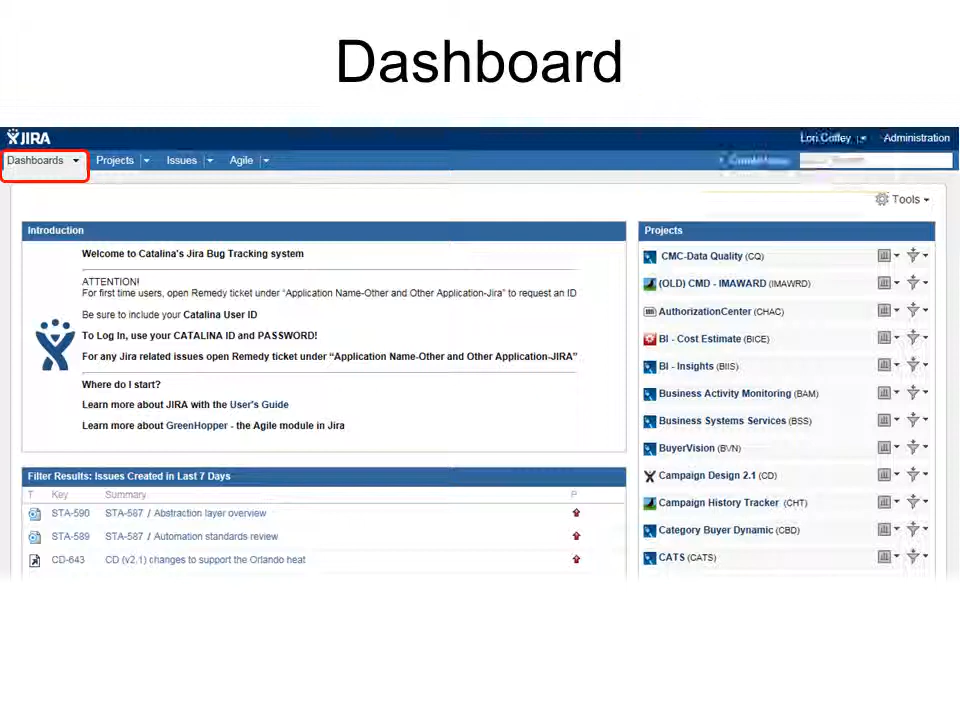 Dashboard
JIRA
Lori Coffey Administration
Dashboards Projects Issues Agile
Tools
Introduction
Welcome to Catalina's Jira Bug Tracking system
ATTENTION!
For first time users, open Remedy ticket under “Application Name-Other and Other Application-Jira” to request an ID
Be sure to include your Catalina User ID
To Log In, use your CATALINA ID and PASSWORD!
For any Jira related issues open Remedy ticket under “Application Name-Other and Other Application-JIRA”
Where do I start?
Learn more about JIRA with the User's Guide
Learn more about GreenHopper - the Agile module in Jira
Filter Results: Issues Created in Last 7 Days
T Key Summary P
STA-590 STA-587 / Abstraction layer overview
STA-589 STA-587 / Automation standards review
CD-643 CD (v2.1) changes to support the Orlando heat
Projects
CMC-Data Quality (CQ)
(OLD) CMD - IMAWARD (IMAWRD)
AuthorizationCenter (CHAC)
BI - Cost Estimate (BICE)
BI - Insights (BIIS)
Business Activity Monitoring (BAM)
Business Systems Services (BSS)
BuyerVision (BVN)
Campaign Design 2.1 (CD)
Campaign History Tracker (CHT)
Category Buyer Dynamic (CBD)
CATS (CATS)